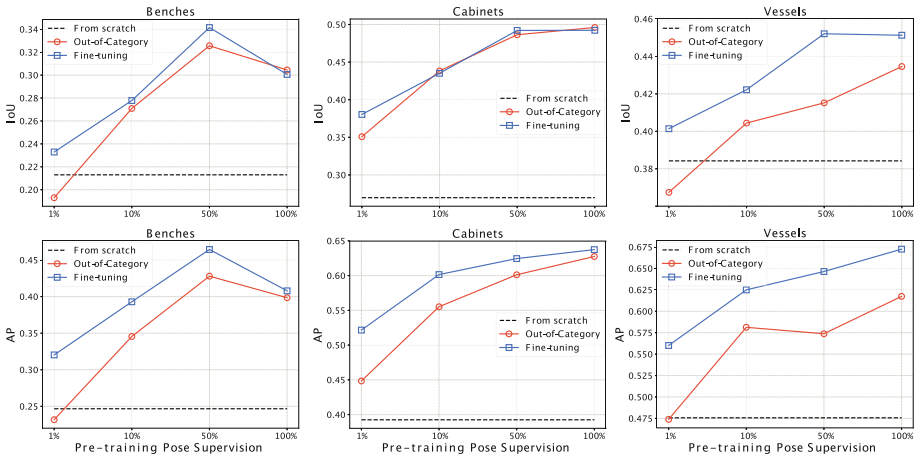 Benches
IoU
0.34
0.32
0.30
0.28
0.26
0.24
0.22
0.20
From scratch
Out-of-Category
Fine-tuning
1% 10% 50% 100%
Cabinets
IoU
0.50
0.45
0.40
0.35
0.30
From scratch
Out-of-Category
Fine-tuning
1% 10% 50% 100%
Vessels
IoU
0.46
0.44
0.42
0.40
0.38
From scratch
Out-of-Category
Fine-tuning
1% 10% 50% 100%
Benches
AP
0.45
0.40
0.35
0.30
0.25
From scratch
Out-of-Category
Fine-tuning
1% 10% 50% 100%
Pre-training Pose Supervision
Cabinets
AP
0.65
0.60
0.55
0.50
0.45
0.40
From scratch
Out-of-Category
Fine-tuning
1% 10% 50% 100%
Pre-training Pose Supervision
Vessels
AP
0.675
0.650
0.625
0.600
0.575
0.550
0.525
0.500
0.475
From scratch
Out-of-Category
Fine-tuning
1% 10% 50% 100%
Pre-training Pose Supervision